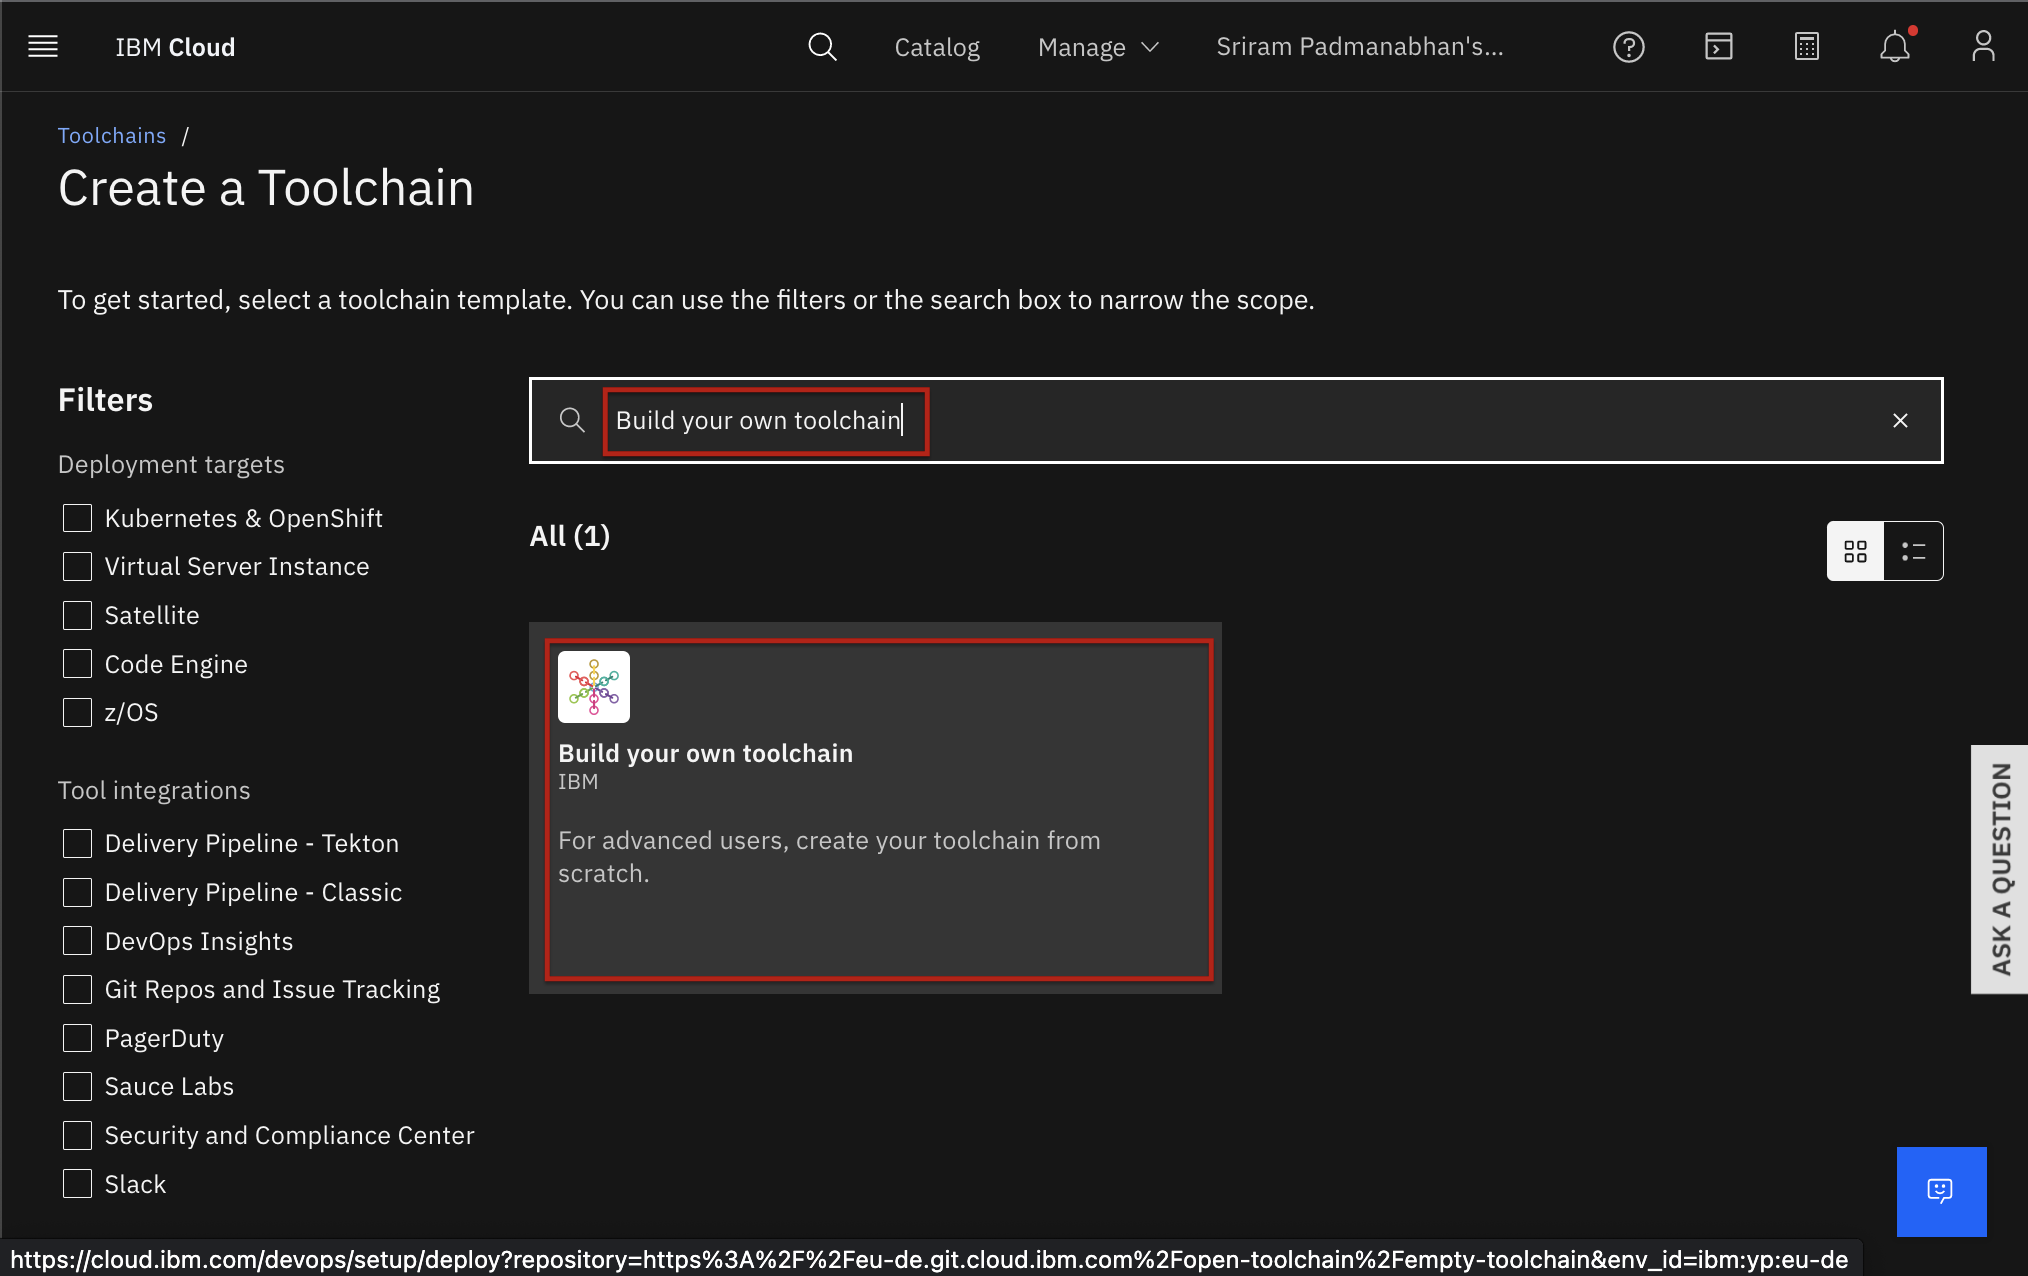 IBM Cloud
Catalog
Manage
Sriram Padmanabhan's...
Toolchains /
Create a Toolchain
To get started, select a toolchain template. You can use the filters or the search box to narrow the scope.
Filters
Deployment targets
Kubernetes & OpenShift
Virtual Server Instance
Satellite
Code Engine
z/OS
Tool integrations
Delivery Pipeline - Tekton
Delivery Pipeline - Classic
DevOps Insights
Git Repos and Issue Tracking
PagerDuty
Sauce Labs
Security and Compliance Center
Slack
Build your own toolchain
All (1)
Build your own toolchain
IBM
For advanced users, create your toolchain from
scratch.
ASK A QUESTION
https://cloud.ibm.com/devops/setup/deploy?repository=https%3A%2F%2Feu-de.git.cloud.ibm.com%2Fopen-toolchain%2Fempty-toolchain&env_id=ibm:yp:eu-de